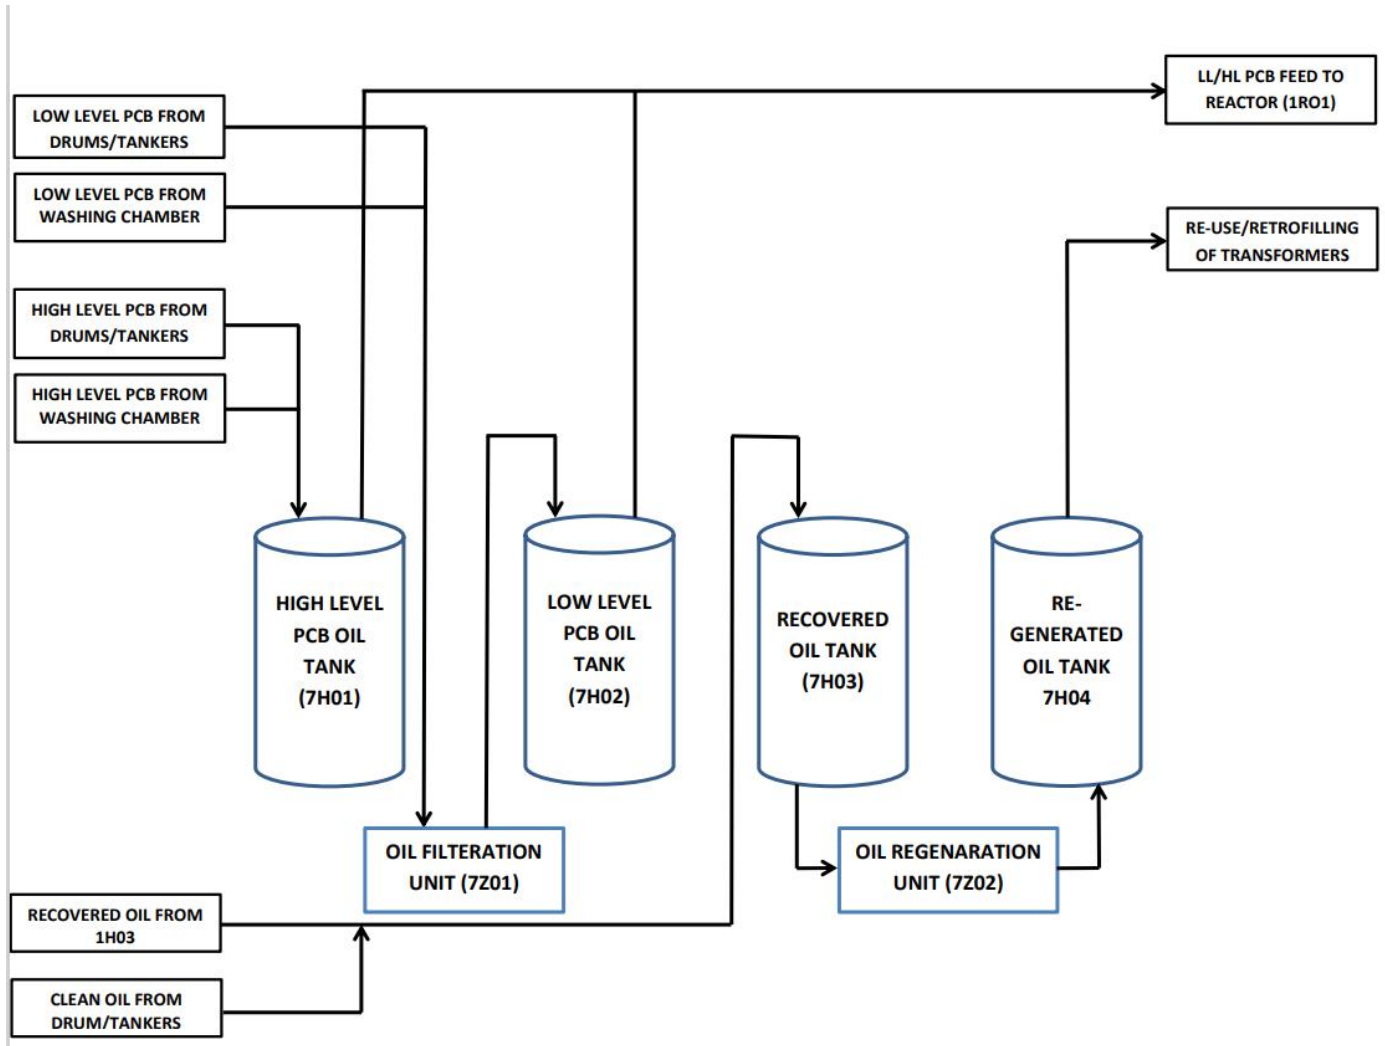 LL/HL PCB FEED TO
REACTOR (1RO1)
LOW LEVEL PCB FROM
DRUMS/TANKERS
LOW LEVEL PCB FROM
WASHING CHAMBER
RE-USE/RETROFILLING
OF TRANSFORMERS
HIGH LEVEL PCB FROM
DRUMS/TANKERS
HIGH LEVEL PCB FROM
WASHING CHAMBER
HIGH LEVEL
PCB OIL
TANK
(7H01)
LOW LEVEL
PCB OIL
TANK
(7H02)
RECOVERED
OIL TANK
(7H03)
RE-
GENERATED
OIL TANK
7H04
OIL FILTERATION
UNIT (7Z01)
OIL REGENARATION
UNIT (7Z02)
RECOVERED OIL FROM
1H03
CLEAN OIL FROM
DRUM/TANKERS